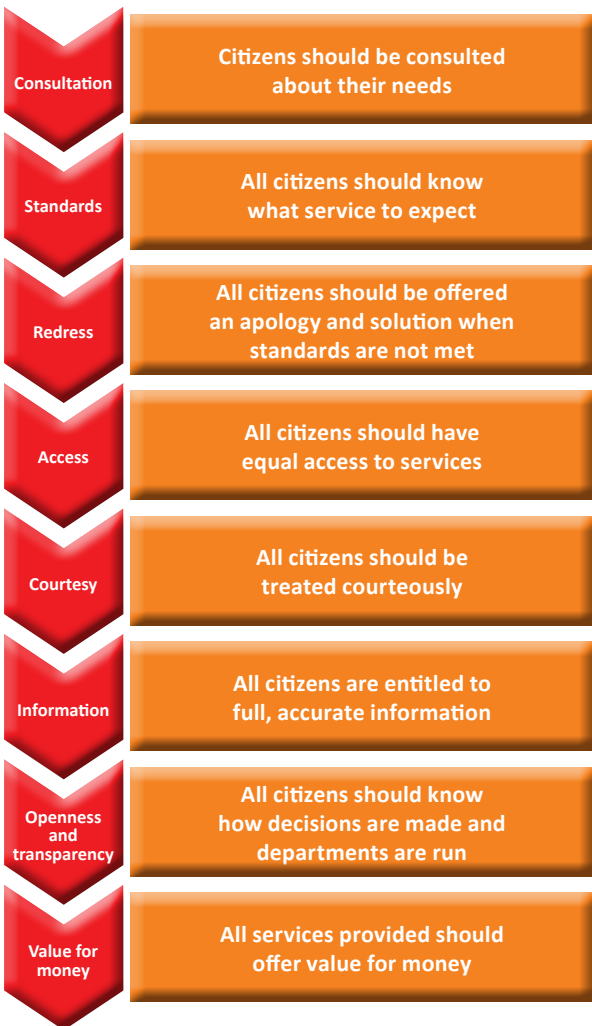 Consultation
Citizens should be consulted
about their needs
Standards
All citizens should know
what service to expect
Redress
All citizens should be offered
an apology and solution when
standards are not met
Access
All citizens should have
equal access to services
Courtesy
All citizens should be
treated courteously
Information
All citizens are entitled to
full, accurate information
Openness
and
transparency
All citizens should know
how decisions are made and
departments are run
Value for
money
All services provided should
offer value for money